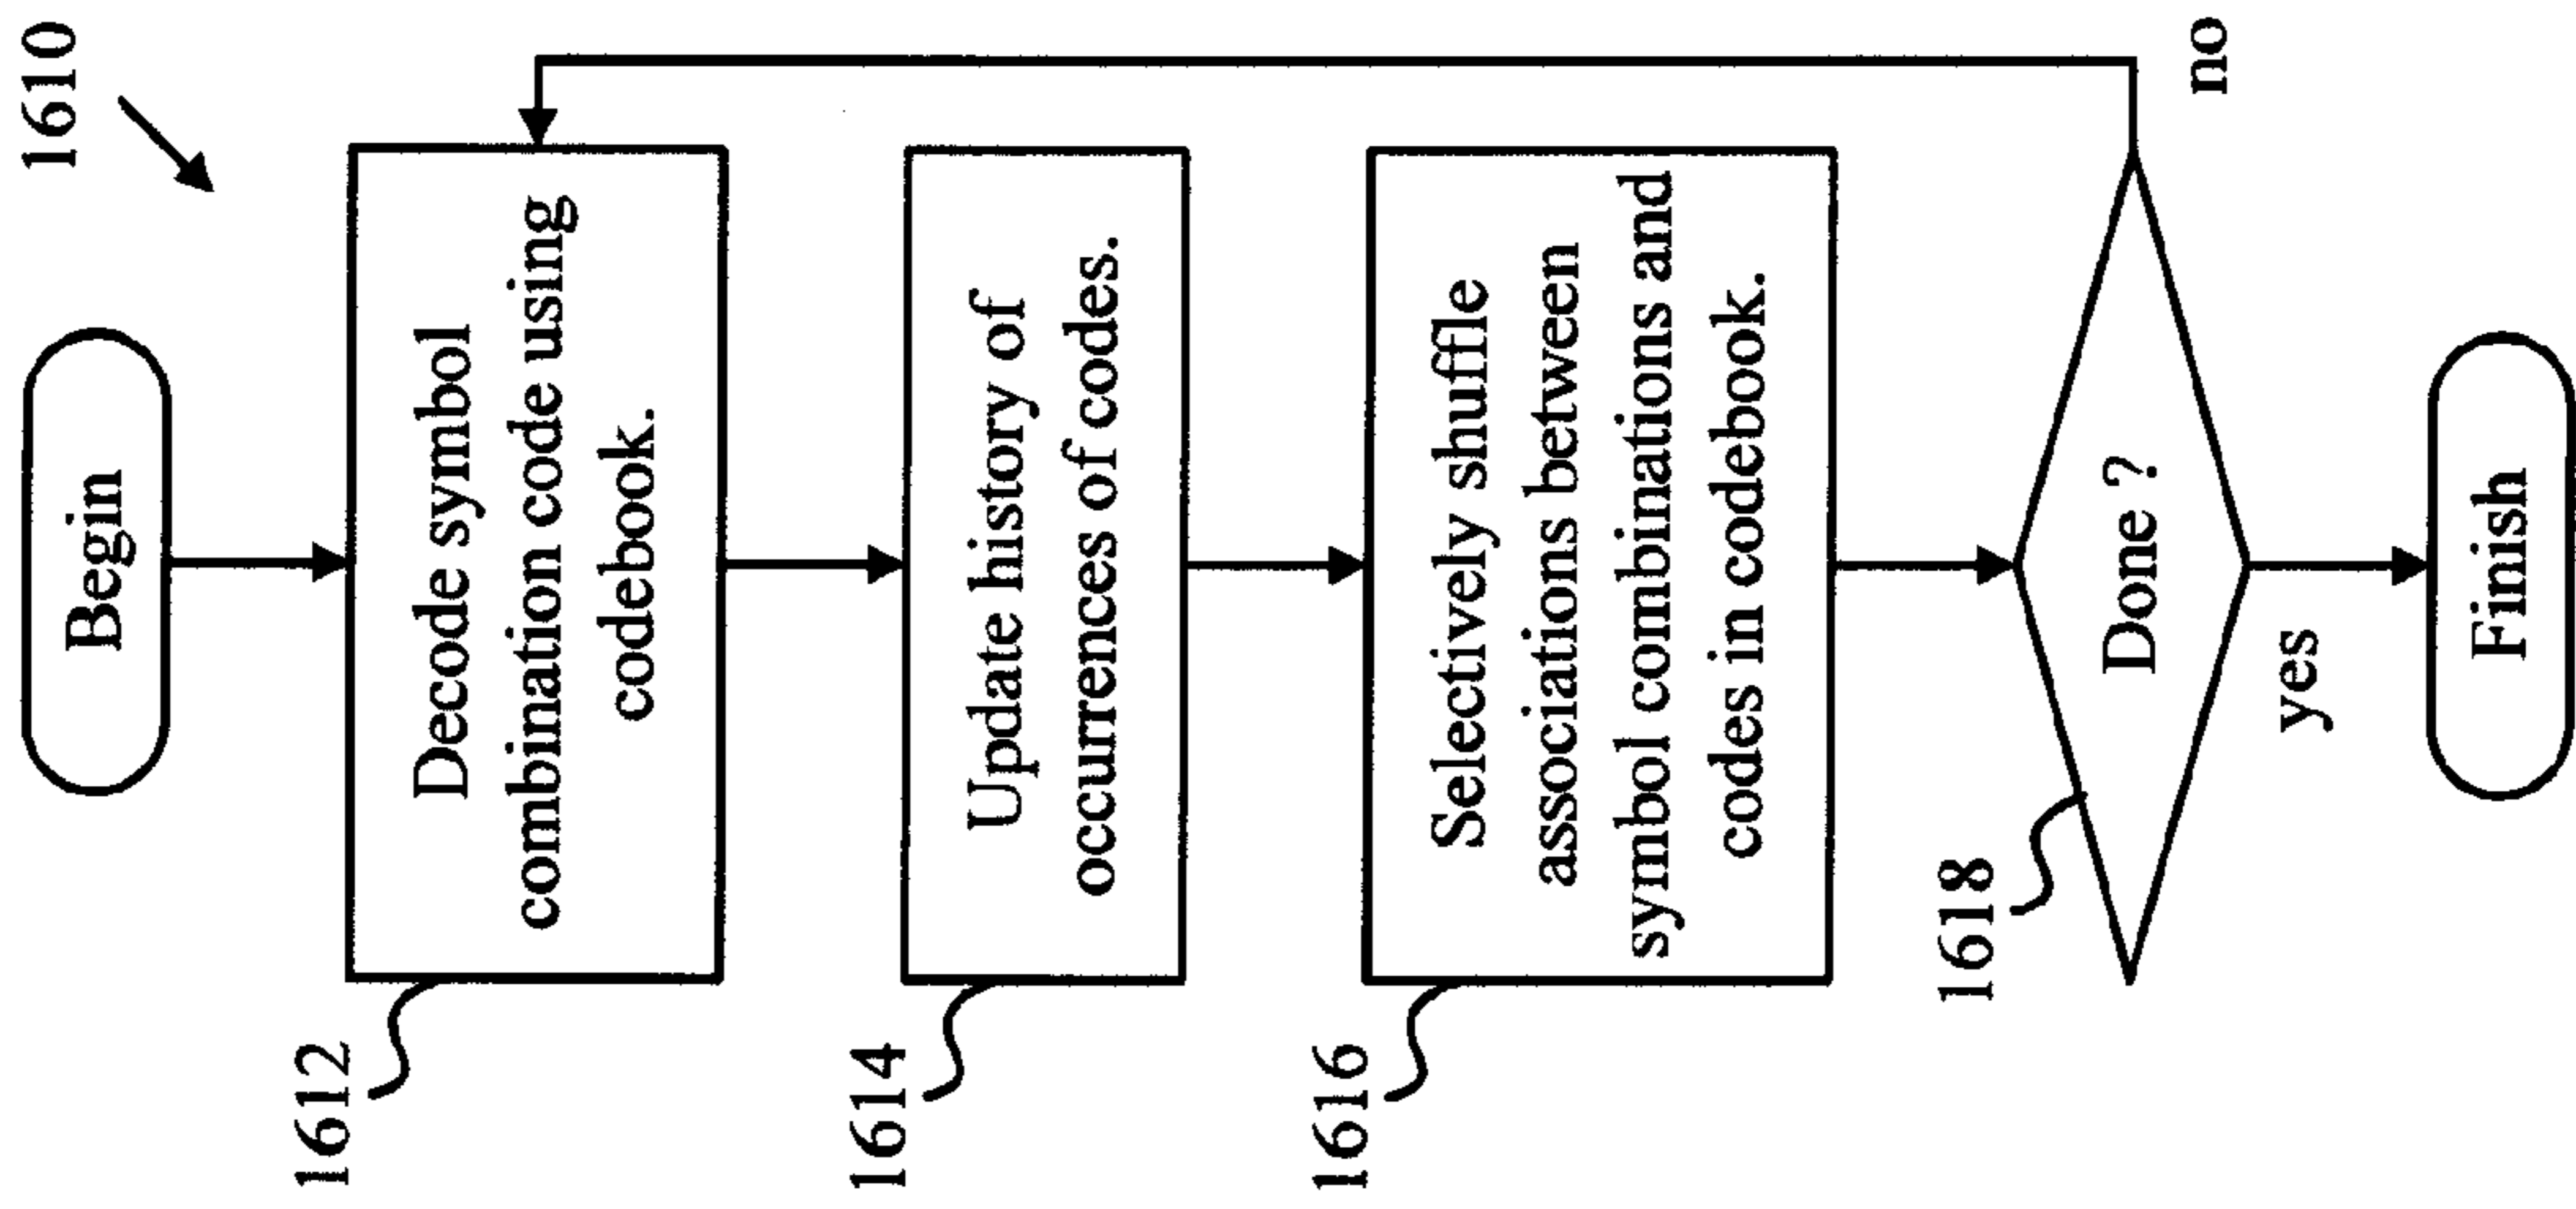 1610
Begin
1612
Decode symbol
combination code using
codebook.
1614
Update history of
occurrences of codes.
1616
Selectively shuffle
associations between
symbol combinations and
codes in codebook.
1618
Done ?
no
yes
Finish